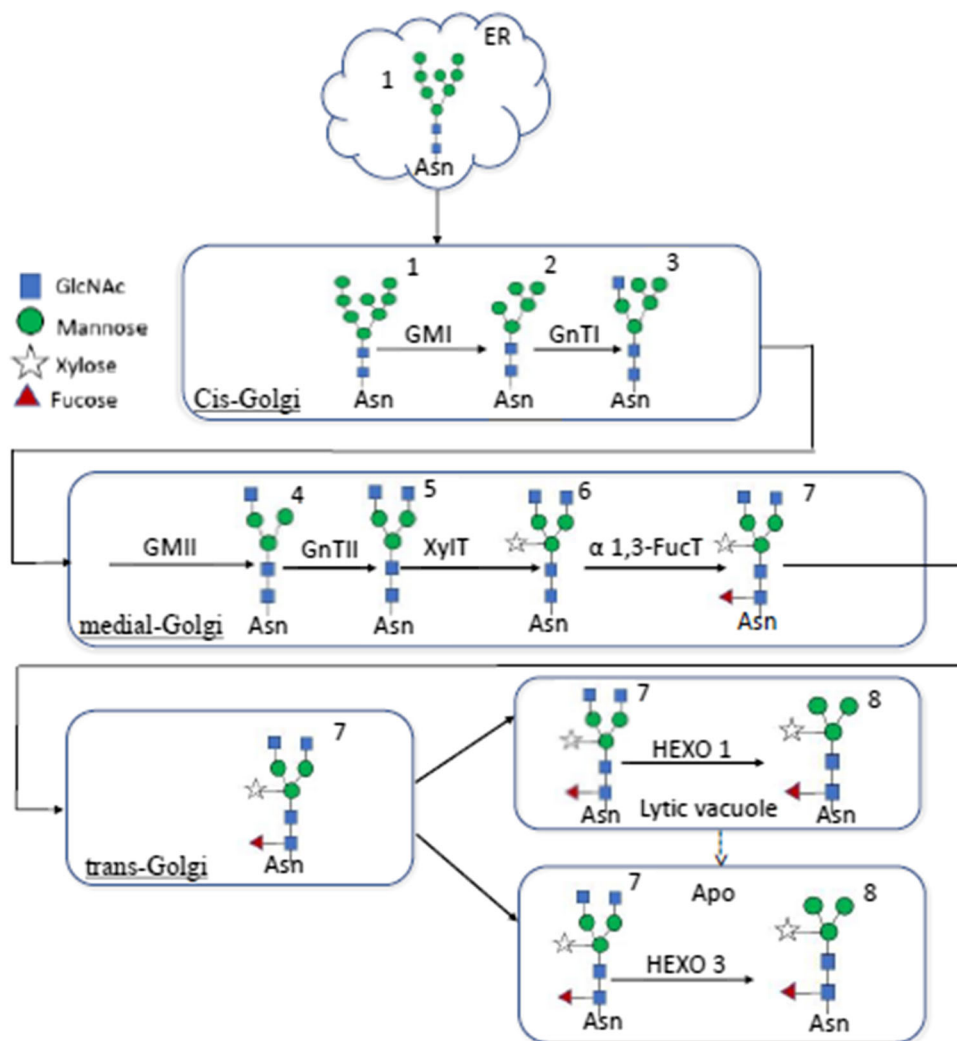 ER
1
Asn
GlcNAc
Mannose
Xylose
Fucose
1 2 3
GMI GnTI
Asn Asn Asn
Cis-Golgi
4 5 6 7
GMII GnTII XylT α 1,3-FucT
Asn Asn Asn Asn
medial-Golgi
7
Asn
trans-Golgi
7 8
HEXO 1
Asn Lytic vacuole Asn
7 Apo 8
HEXO 3
Asn Asn